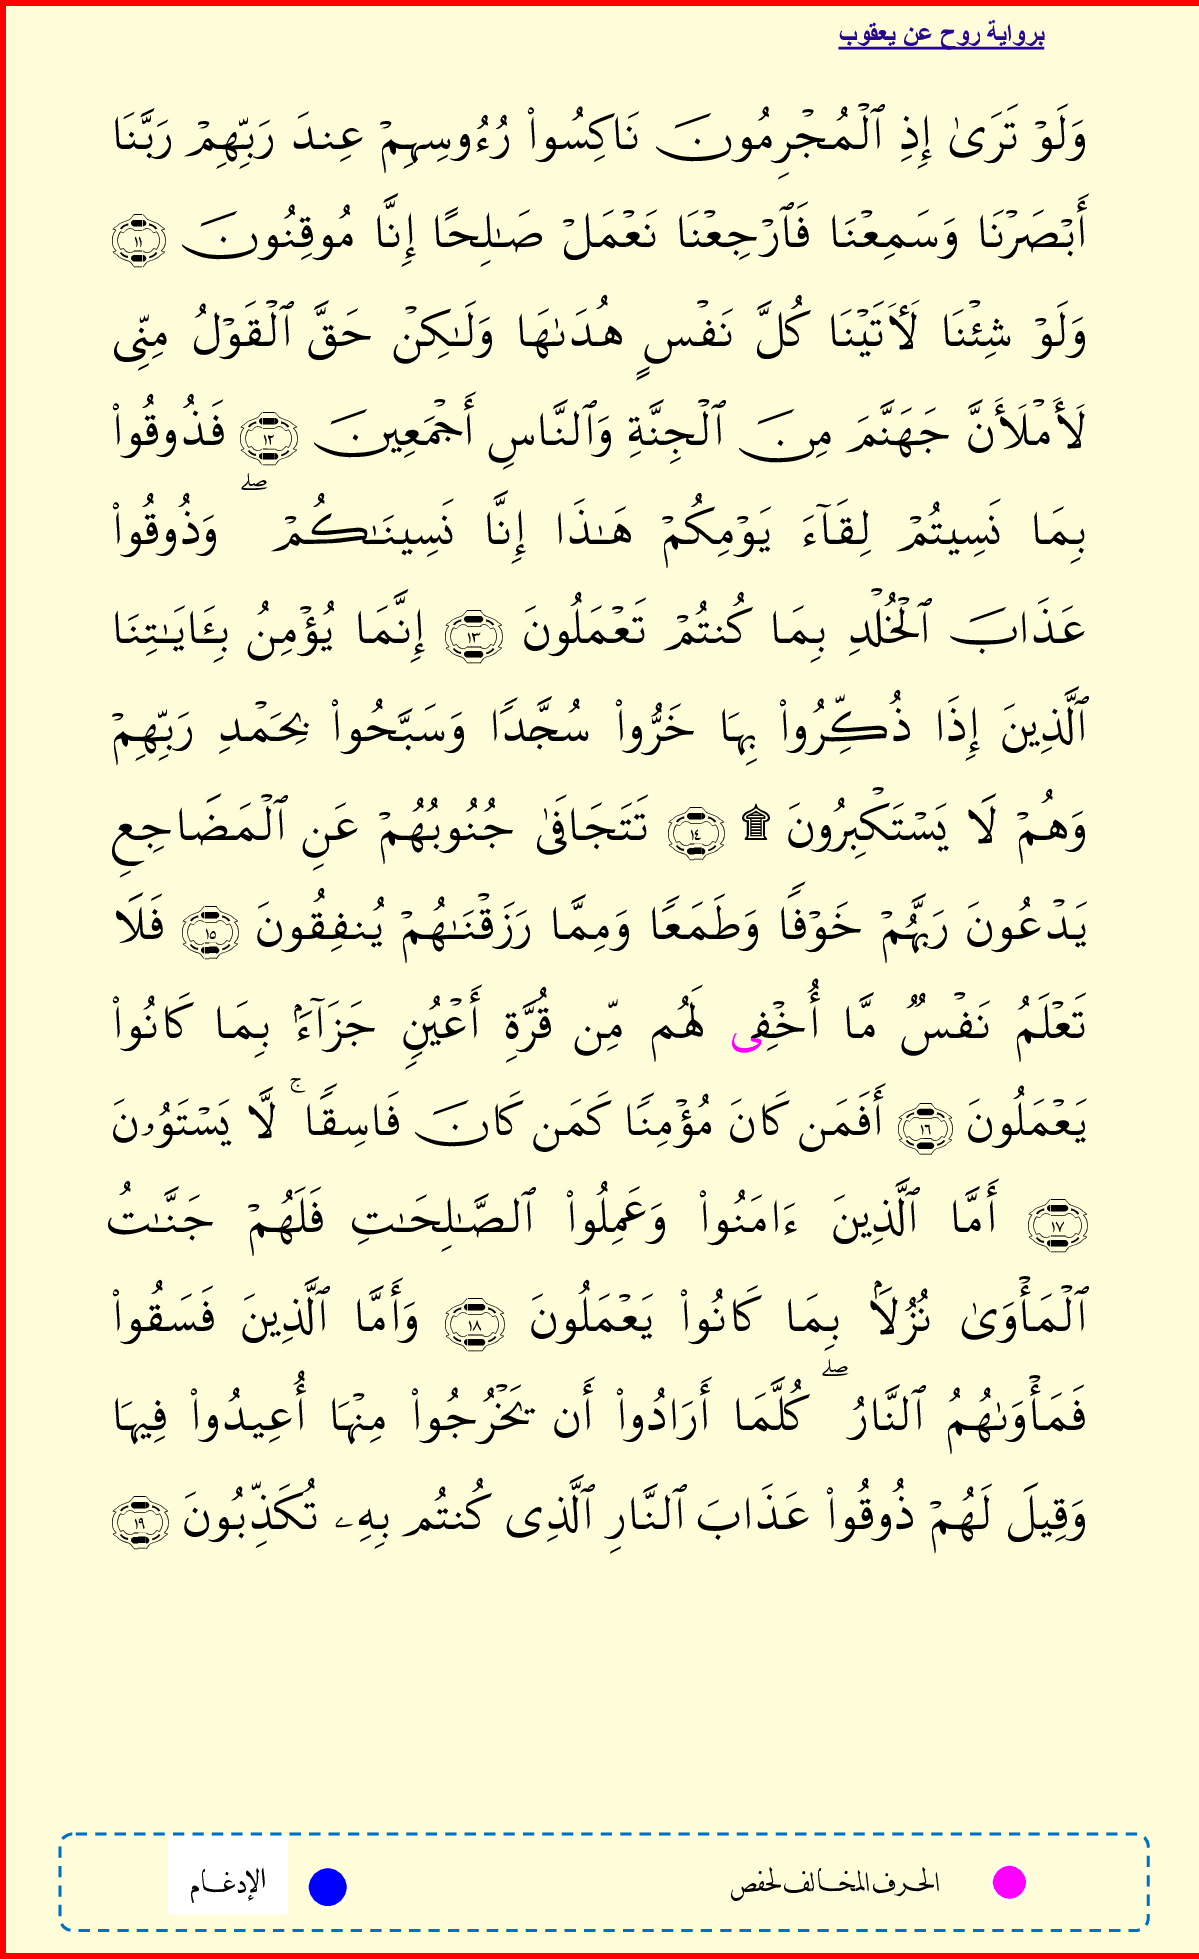 برواية روح عن يعقوب
وَلَوۡ تَرَىٰٓ إِذِ ٱلۡمُجۡرِمُونَ نَاكِسُواْ رُءُوسِهِمۡ عِندَ رَبِّهِمۡ رَبَّنَا
أَبۡصَرۡنَا وَسَمِعۡنَا فَٱرۡجِعۡنَا نَعۡمَلۡ صَٰلِحًا إِنَّا مُوقِنُونَ ١١
وَلَوۡ شِئۡنَا لَأٓتَيۡنَا كُلَّ نَفۡسٍ هُدَىٰهَا وَلَٰكِنۡ حَقَّ ٱلۡقَوۡلُ مِنِّي
لَأَمۡلَأَنَّ جَهَنَّمَ مِنَ ٱلۡجِنَّةِ وَٱلنَّاسِ أَجۡمَعِينَ ١٢ فَذُوقُواْ
بِمَا نَسِيتُمۡ لِقَآءَ يَوۡمِكُمۡ هَٰذَا إِنَّا نَسِينَٰكُمۡۖ وَذُوقُواْ
عَذَابَ ٱلۡخُلۡدِ بِمَا كُنتُمۡ تَعۡمَلُونَ ١٣ إِنَّمَا يُؤۡمِنُ بِـَٔايَٰتِنَا
ٱلَّذِينَ إِذَا ذُكِّرُواْ بِهَا خَرُّواْ سُجَّدٗا وَسَبَّحُواْ بِحَمۡدِ رَبِّهِمۡ
وَهُمۡ لَا يَسۡتَكۡبِرُونَ ۩ ١٤ تَتَجَافَىٰ جُنُوبُهُمۡ عَنِ ٱلۡمَضَاجِعِ
يَدۡعُونَ رَبَّهُمۡ خَوۡفٗا وَطَمَعٗا وَمِمَّا رَزَقۡنَٰهُمۡ يُنفِقُونَ ١٥ فَلَا
تَعۡلَمُ نَفۡسٞ مَّا أُخۡفِي لَهُم مِّن قُرَّةِ أَعۡيُنٖ جَزَآءَۢ بِمَا كَانُواْ
يَعۡمَلُونَ ١٦ أَفَمَن كَانَ مُؤۡمِنٗا كَمَن كَانَ فَاسِقٗاۚ لَّا يَسۡتَوُۥنَ
١٧ أَمَّا ٱلَّذِينَ ءَامَنُواْ وَعَمِلُواْ ٱلصَّٰلِحَٰتِ فَلَهُمۡ جَنَّٰتُ
ٱلۡمَأۡوَىٰ نُزُلَۢا بِمَا كَانُواْ يَعۡمَلُونَ ١٨ وَأَمَّا ٱلَّذِينَ فَسَقُواْ
فَمَأۡوَىٰهُمُ ٱلنَّارُۖ كُلَّمَا أَرَادُواْ أَن يَخۡرُجُواْ مِنۡهَا أُعِيدُواْ فِيهَا
وَقِيلَ لَهُمۡ ذُوقُواْ عَذَابَ ٱلنَّارِ ٱلَّذِي كُنتُم بِهِۦ تُكَذِّبُونَ ١٩
الحرف المخالف لحفص
الإدغام